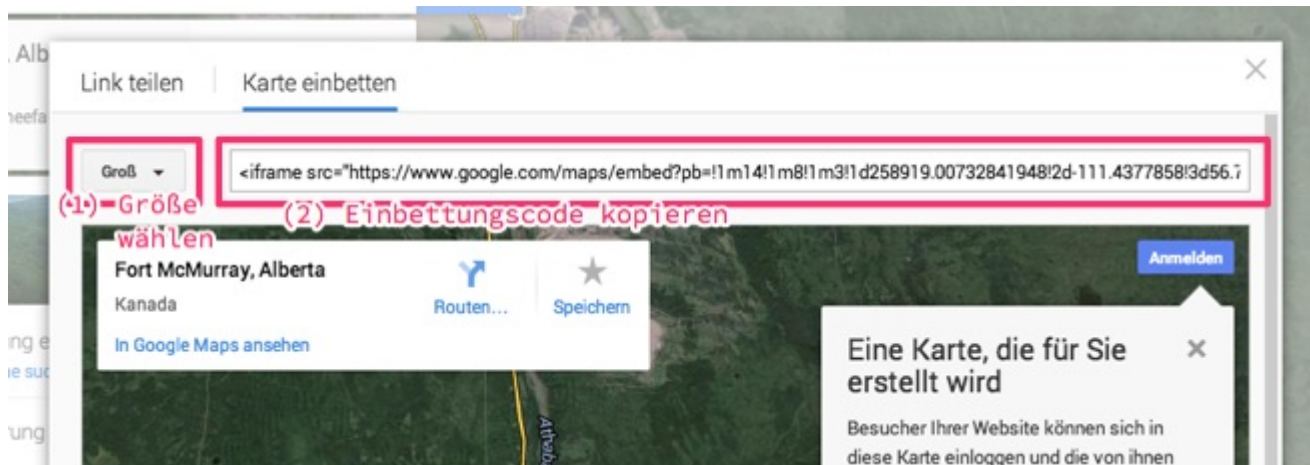 Alb
Link teilen
Karte einbetten
Groß
<iframe src="https://www.google.com/maps/embed?pb=!1m14!1m8!1m3!1d258919.00732841948!2d-111.4377858!3d56.7
(1) Größe
wählen
(2) Einbettungscode kopieren
Fort McMurray, Alberta
Kanada
In Google Maps ansehen
Routen...
Speichern
Anmelden
Eine Karte, die für Sie
erstellt wird
Besucher Ihrer Website können sich in
diese Karte einloggen und die von ihnen